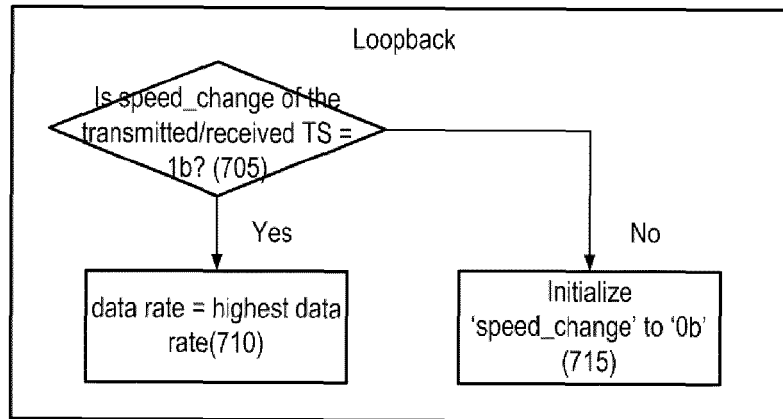 Loopback
Is speed_change of the
transmitted/received TS =
1b? (705)
Yes
No
data rate = highest data
rate(710)
Initialize
‘speed_change’ to ‘0b’
(715)